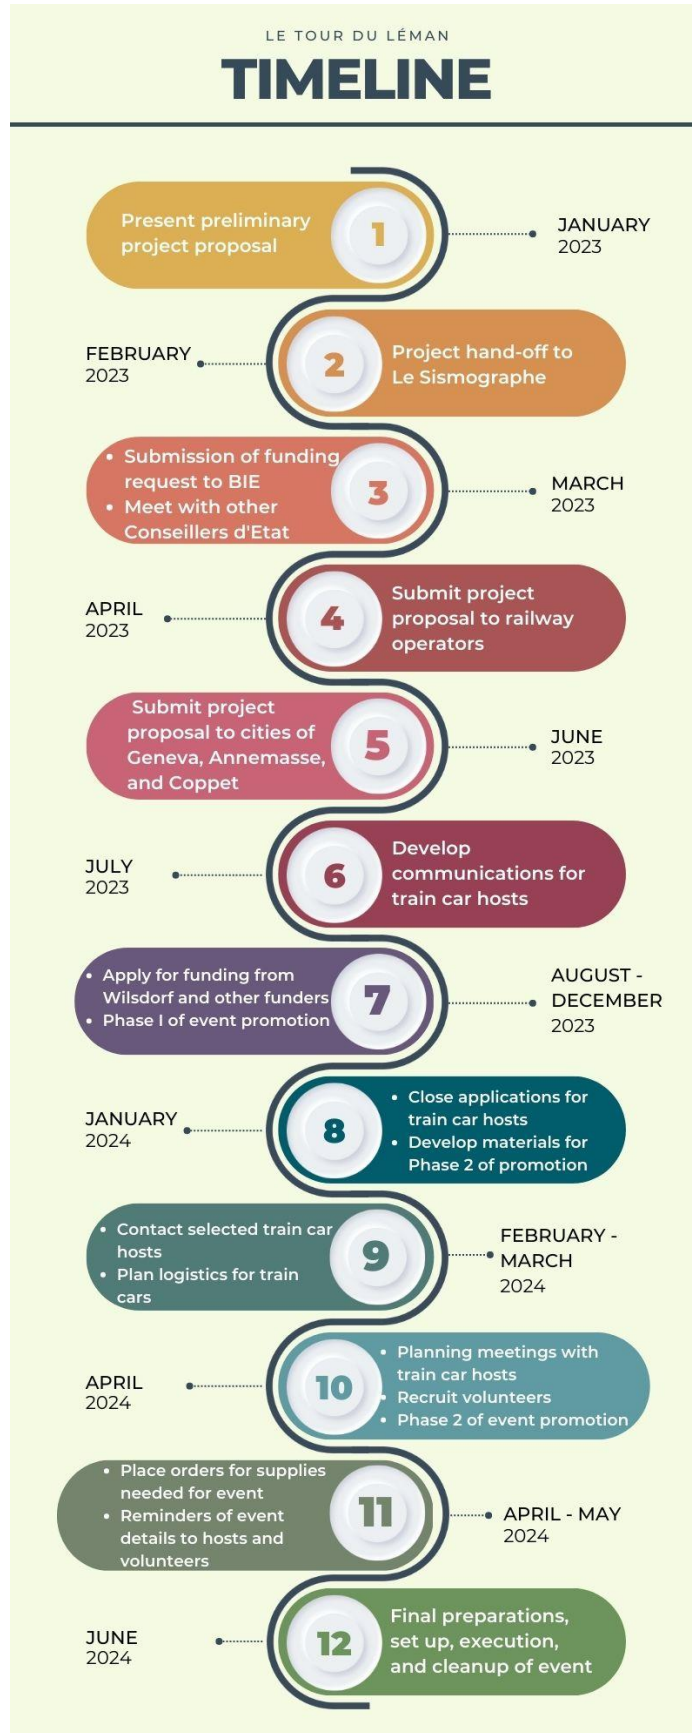 LE TOUR DU LÉMAN
TIMELINE
Present preliminary
project proposal
1
JANUARY
2023
FEBRUARY
2023
2
Project hand-off to
Le Sismographe
• Submission of funding
request to BIE
• Meet with other
Conseillers d'Etat
3
MARCH
2023
APRIL
2023
4
Submit project
proposal to railway
operators
Submit project
proposal to cities of
Geneva, Annemasse,
and Coppet
5
JUNE
2023
JULY
2023
6
Develop
communications for
train car hosts
• Apply for funding from
Wilsdorf and other funders
• Phase I of event promotion
7
AUGUST -
DECEMBER
2023
JANUARY
2024
8
• Close applications for
train car hosts
• Develop materials for
Phase 2 of promotion
• Contact selected train car
hosts
• Plan logistics for train
cars
9
FEBRUARY -
MARCH
2024
APRIL
2024
10
• Planning meetings with
train car hosts
• Recruit volunteers
• Phase 2 of event promotion
• Place orders for supplies
needed for event
• Reminders of event
details to hosts and
volunteers
11
APRIL - MAY
2024
JUNE
2024
12
Final preparations,
set up, execution,
and cleanup of event